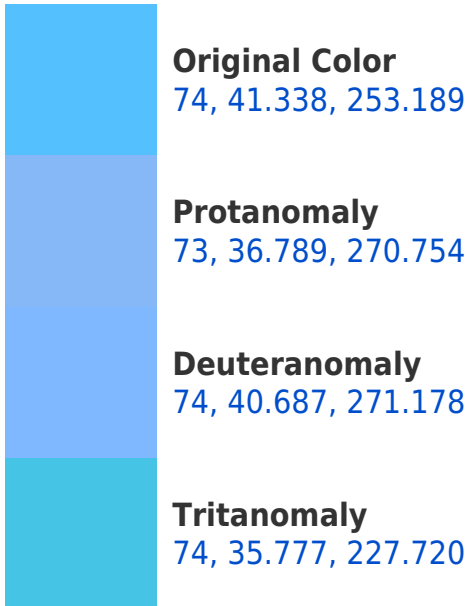 Original Color
74, 41.338, 253.189
Protanomaly
73, 36.789, 270.754
Deuteranomaly
74, 40.687, 271.178
Tritanomaly
74, 35.777, 227.720